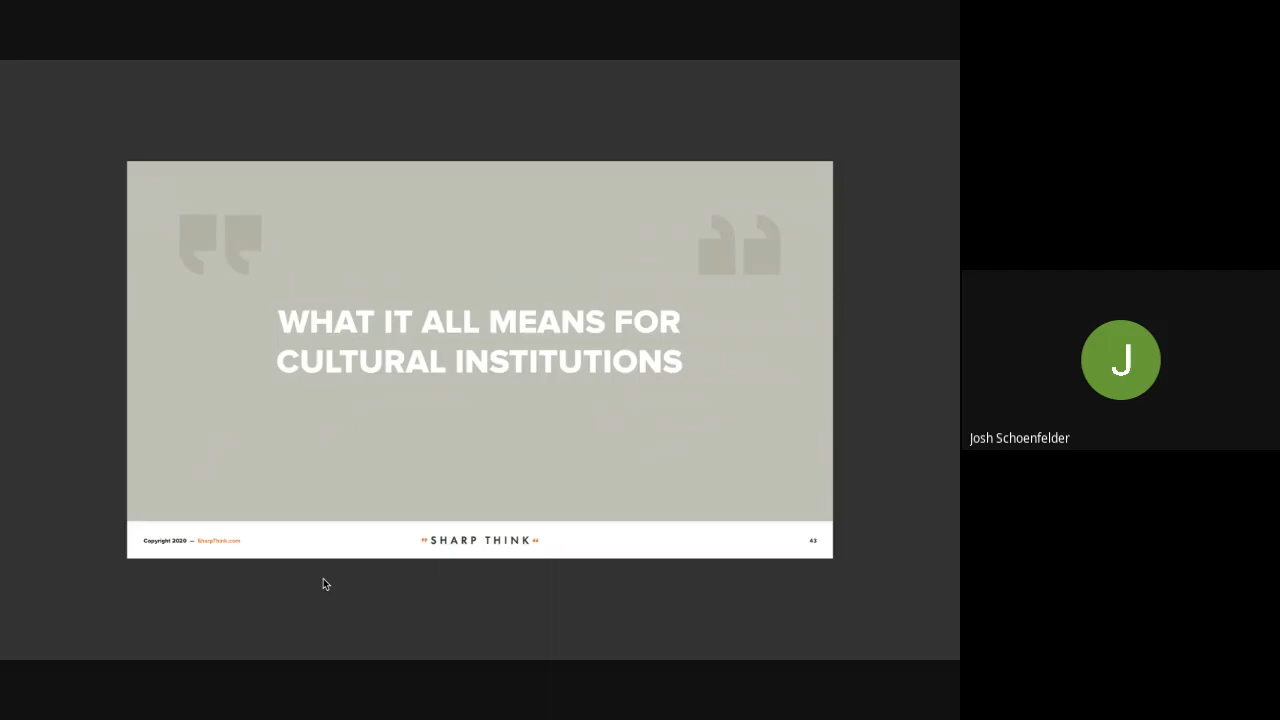 WHAT IT ALL MEANS FOR
CULTURAL INSTITUTIONS
Copyright 2020 — SharpThink.com
SHARP THINK
43
J
Josh Schoenfelder